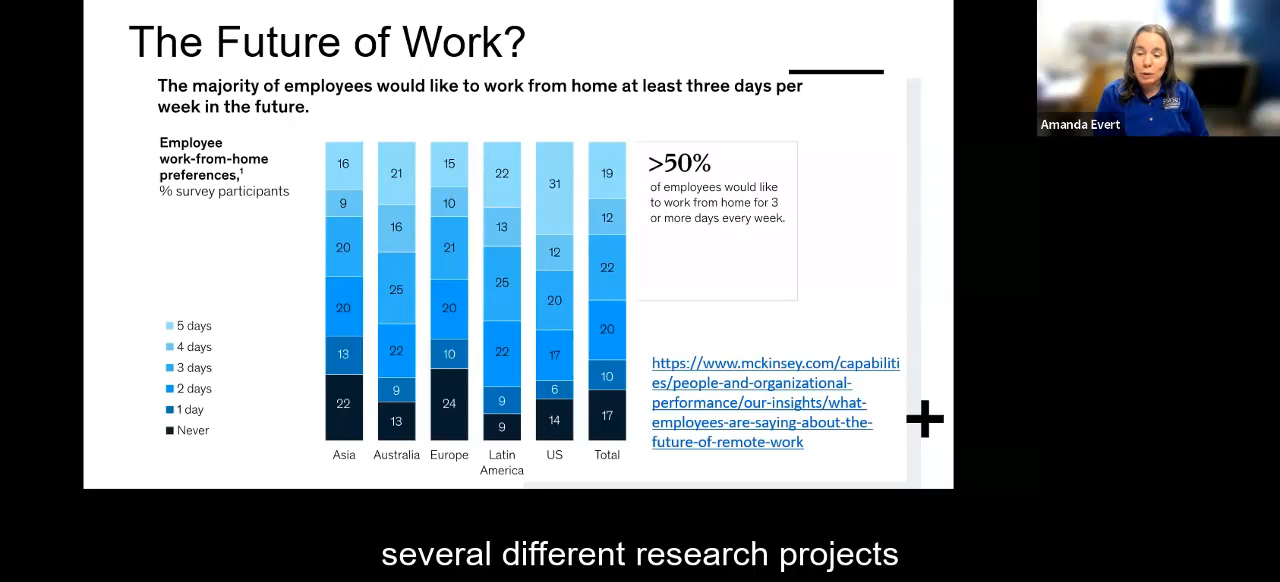 The Future of Work?
The majority of employees would like to work from home at least three days per
week in the future.
Employee
work-from-home
preferences,¹
% survey participants
5 days
4 days
3 days
2 days
1 day
Never
16
9
20
20
13
22
Asia
21
16
25
22
9
13
Australia
15
10
21
20
10
24
Europe
22
13
25
22
9
9
Latin
America
31
12
20
17
6
14
US
19
12
22
20
10
17
Total
>50%
of employees would like
to work from home for 3
or more days every week.
https://www.mckinsey.com/capabiliti
es/people-and-organizational-
performance/our-insights/what-
employees-are-saying-about-the-
future-of-remote-work
Amanda Evert
several different research projects